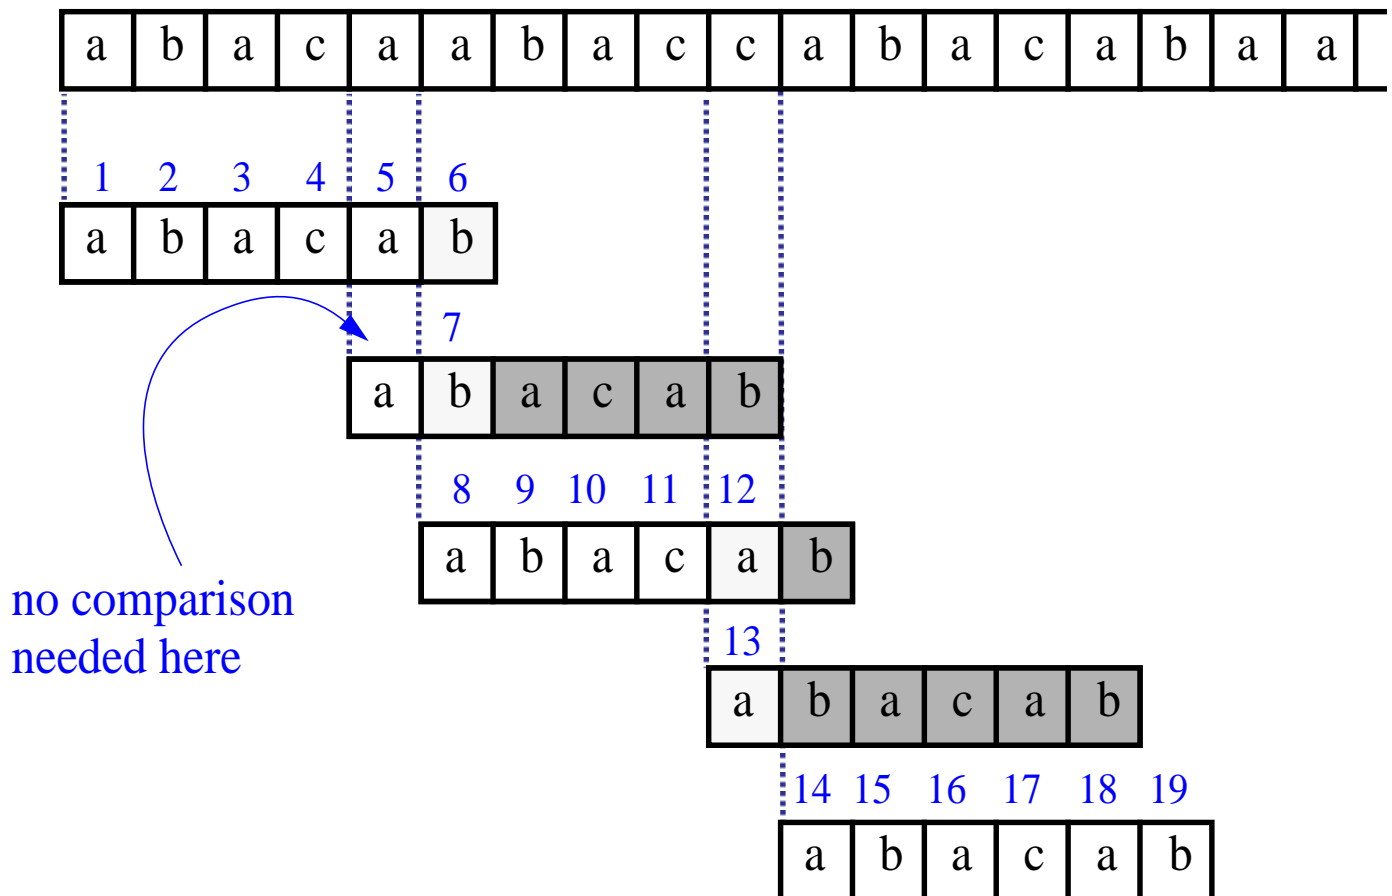 a b a c a a b a c c a b a c a b a a
1 2 3 4 5 6
a b a c a b
7
a b a c a b
8 9 10 11 12
a b a c a b
no comparison
needed here
13
a b a c a b
14 15 16 17 18 19
a b a c a b